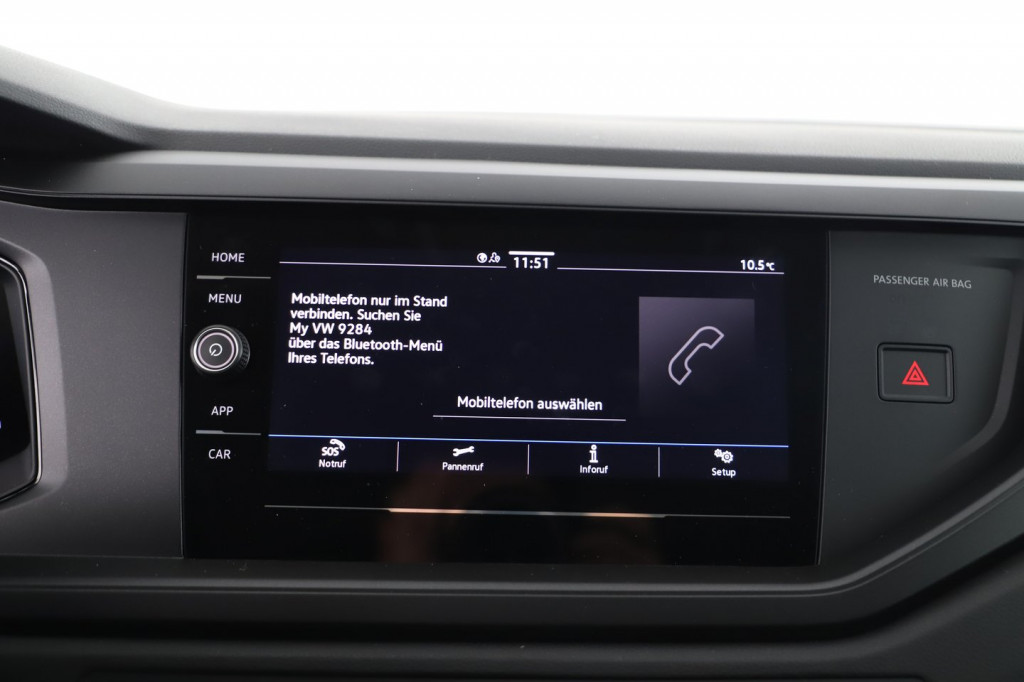 HOME
MENU
APP
CAR
11:51
10.5°C
Mobiltelefon nur im Stand
verbinden. Suchen Sie
My VW 9284
über das Bluetooth-Menü
Ihres Telefons.
Mobiltelefon auswählen
SOS
Notruf
Pannenruf
Inforuf
Setup
PASSENGER AIR BAG